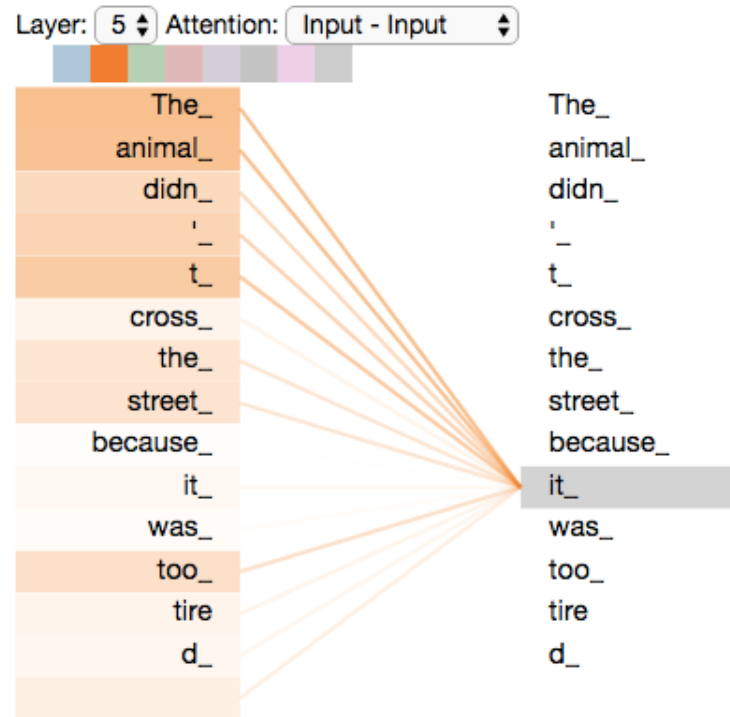 Layer: 5 Attention: Input - Input
The_ The_
animal_ animal_
didn_ didn_
'_ '_
t_ t_
cross_ cross_
the_ the_
street_ street_
because_ because_
it_ it_
was_ was_
too_ too_
tire tire
d_ d_